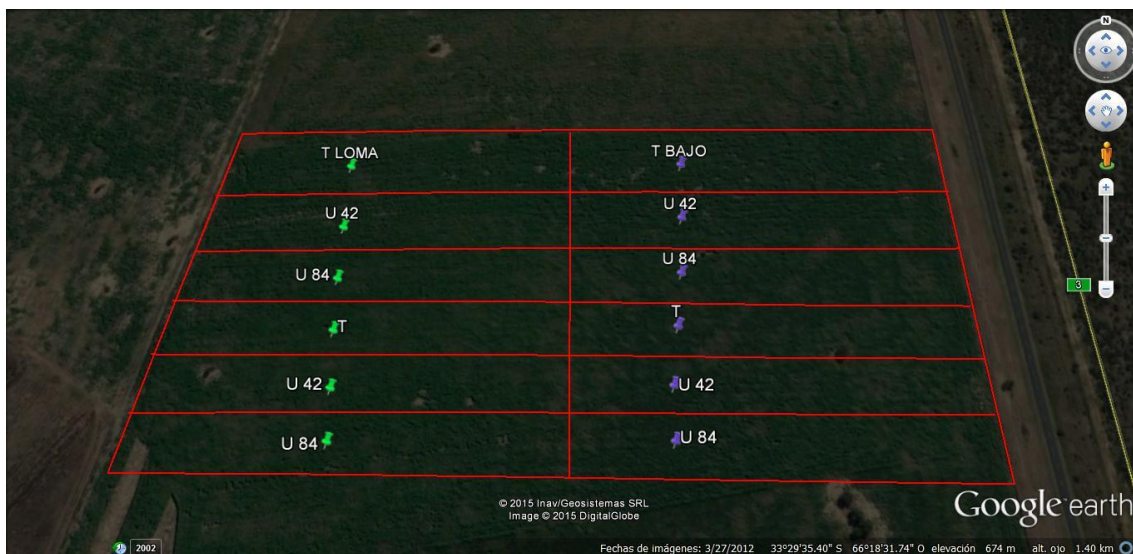 N
T LOMA
T BAJO
U 42
U 42
U 84
U 84
T
T
3
U 42
U 42
U 84
U 84
© 2015 Inav/Geosistemas SRL
Image © 2015 DigitalGlobe
Google earth
2002
Fechas de imágenes: 3/27/2012 33°29'35.40" S 66°18'31.74" O elevación 674 m alt. ojo 1.40 km